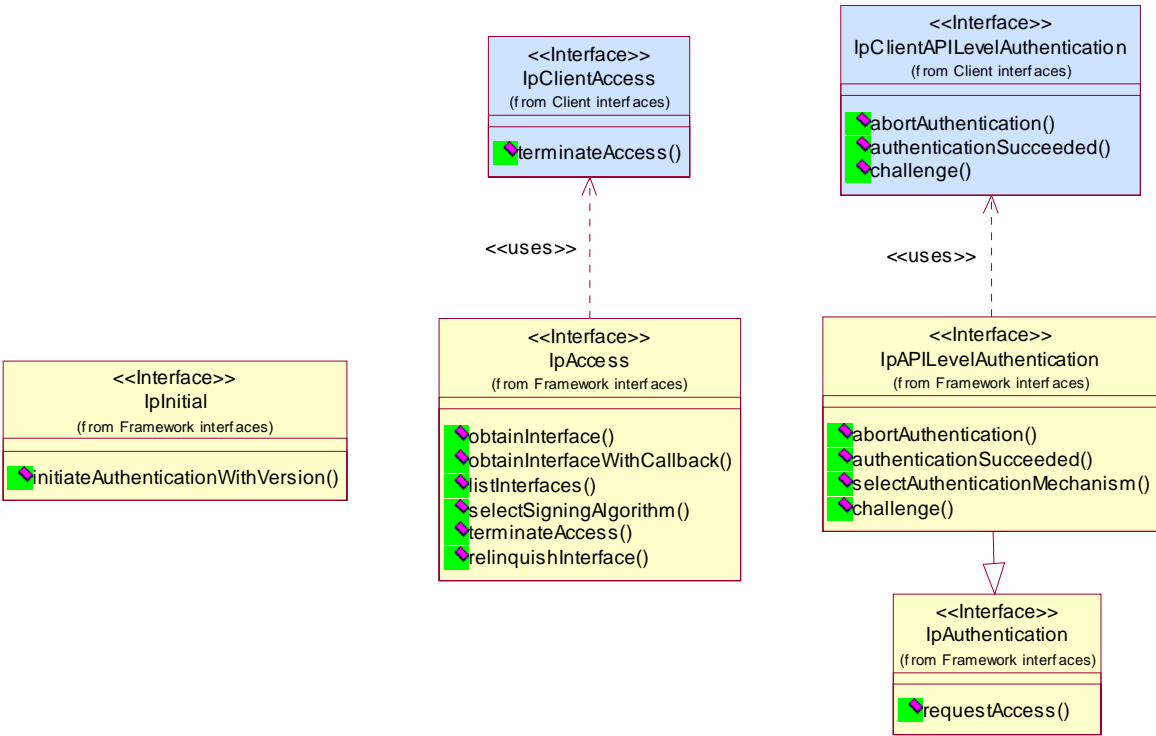 <<Interface>>
IpClientAccess
(from Client interfaces)
terminateAccess()
<<Interface>>
IpClientAPILevelAuthentication
(from Client interfaces)
abortAuthentication()
authenticationSucceeded()
challenge()
<<uses>>
<<uses>>
<<Interface>>
IpInitial
(from Framework interfaces)
initiateAuthenticationWithVersion()
<<Interface>>
IpAccess
(from Framework interfaces)
obtainInterface()
obtainInterfaceWithCallback()
listInterfaces()
selectSigningAlgorithm()
terminateAccess()
relinquishInterface()
<<Interface>>
IpAPILevelAuthentication
(from Framework interfaces)
abortAuthentication()
authenticationSucceeded()
selectAuthenticationMechanism()
challenge()
<<Interface>>
IpAuthentication
(from Framework interfaces)
requestAccess()